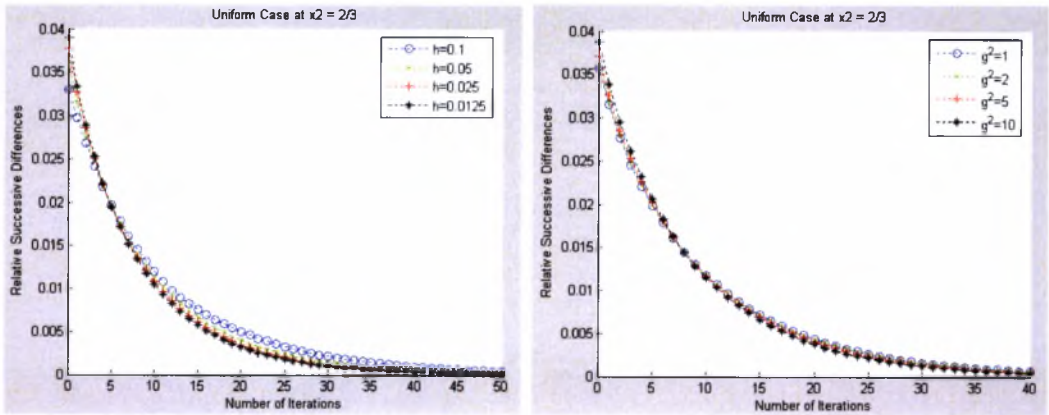 Uniform Case at x2 = 2/3
0.04
0.035
0.03
0.025
0.02
0.015
0.01
0.005
0
Relative Successive Differences
h=0.1
h=0.05
h=0.025
h=0.0125
0 5 10 15 20 25 30 35 40 45 50
Number of Iterations
Uniform Case at x2 = 2/3
0.04
0.035
0.03
0.025
0.02
0.015
0.01
0.005
0
Relative Successive Differences
g²=1
g²=2
g²=5
g²=10
0 5 10 15 20 25 30 35 40
Number of Iterations